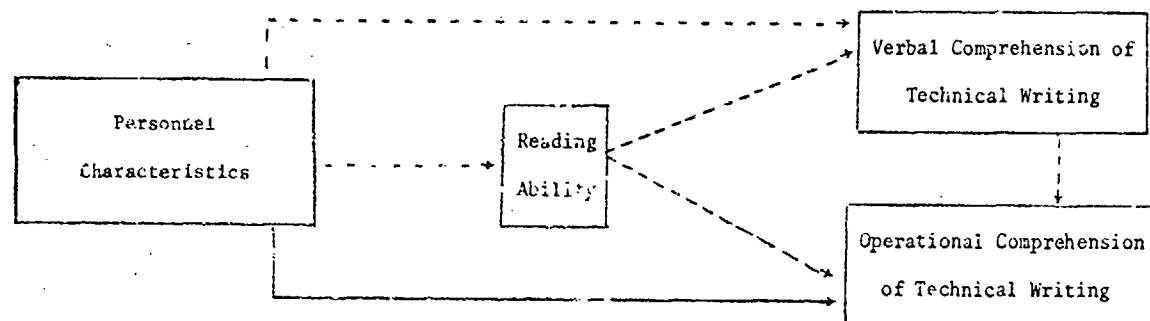 Personnel
Characteristics
Reading
Ability
Verbal Comprehension of
Technical Writing
Operational Comprehension
of Technical Writing